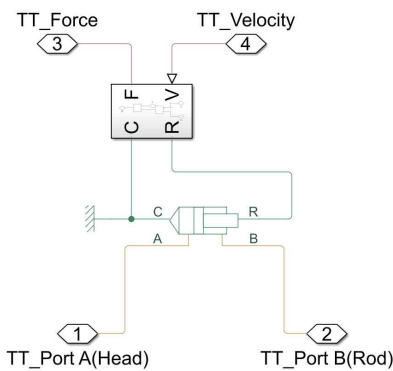 TT_Force
TT_Velocity
3
4
F
V
C
R
C
R
A
B
1
2
TT_Port A(Head)
TT_Port B(Rod)